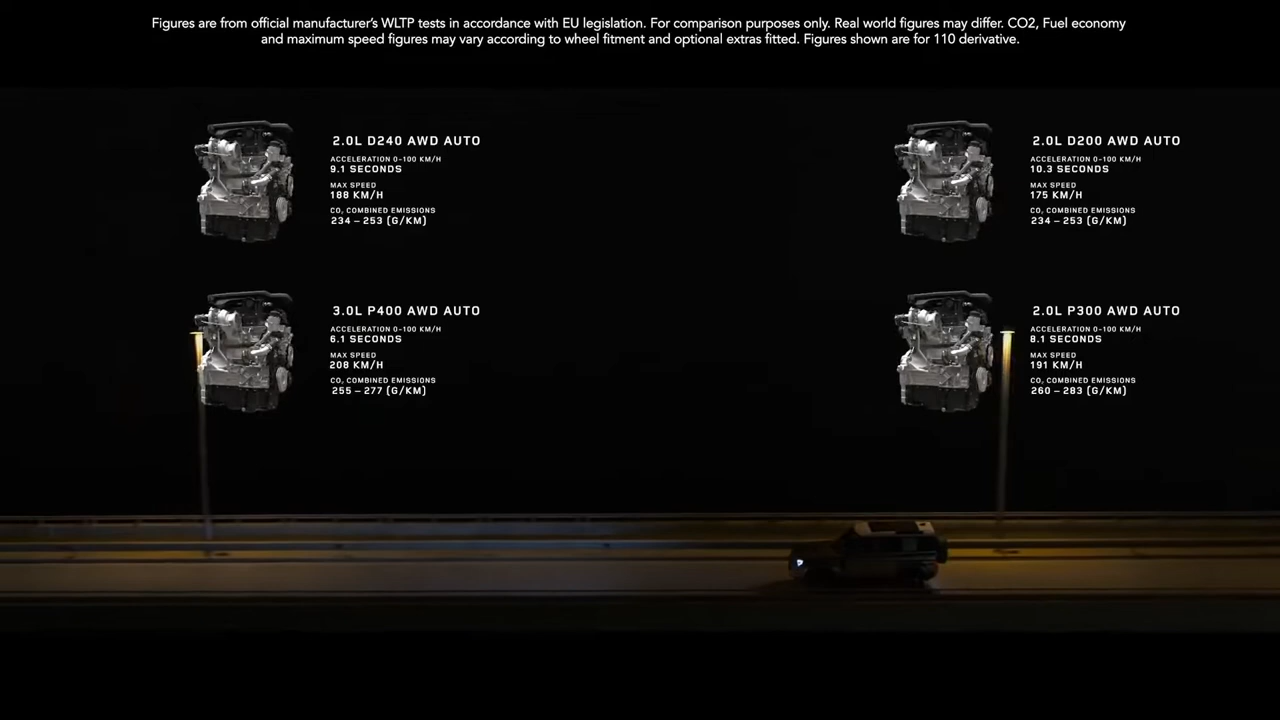 Figures are from official manufacturer's WLTP tests in accordance with EU legislation. For comparison purposes only. Real world figures may differ. CO2, Fuel economy
and maximum speed figures may vary according to wheel fitment and optional extras fitted. Figures shown are for 110 derivative.
2.0L D240 AWD AUTO
ACCELERATION 0-100 KM/H
9.1 SECONDS
MAX SPEED
188 KM/H
CO₂ COMBINED EMISSIONS
234 – 253 (G/KM)
2.0L D200 AWD AUTO
ACCELERATION 0-100 KM/H
10.3 SECONDS
MAX SPEED
175 KM/H
CO₂ COMBINED EMISSIONS
234 – 253 (G/KM)
3.0L P400 AWD AUTO
ACCELERATION 0-100 KM/H
6.1 SECONDS
MAX SPEED
208 KM/H
CO₂ COMBINED EMISSIONS
255 – 277 (G/KM)
2.0L P300 AWD AUTO
ACCELERATION 0-100 KM/H
8.1 SECONDS
MAX SPEED
191 KM/H
CO₂ COMBINED EMISSIONS
260 – 283 (G/KM)